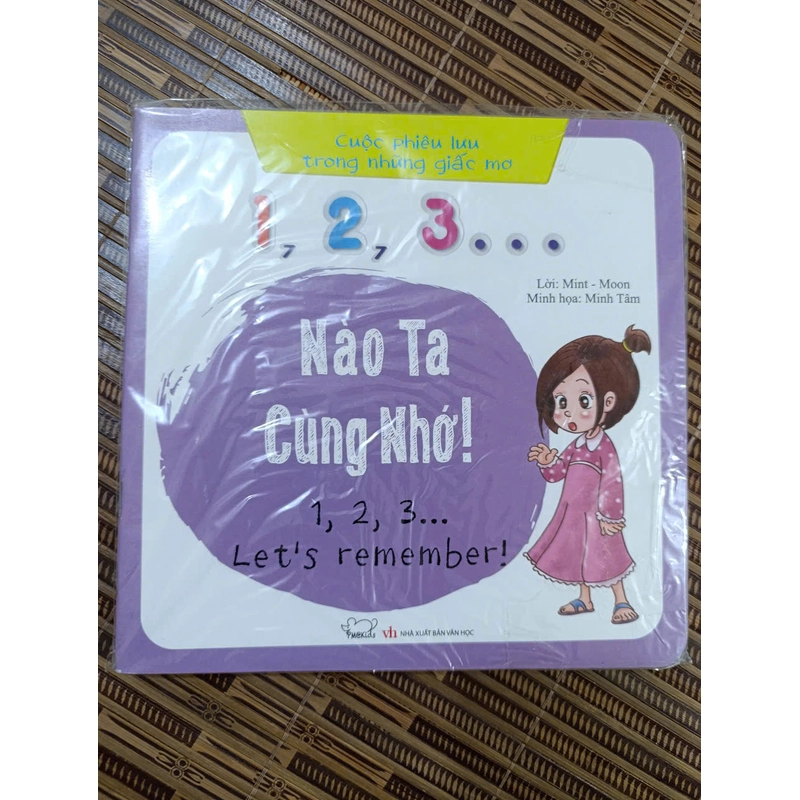 Cuộc phiêu lưu
trong những giấc mơ
1, 2, 3...
Lời: Mint - Moon
Minh họa: Minh Tâm
Nào Ta
Cùng Nhớ!
1, 2, 3...
Let's remember!
vh NHÀ XUẤT BẢN VĂN HỌC